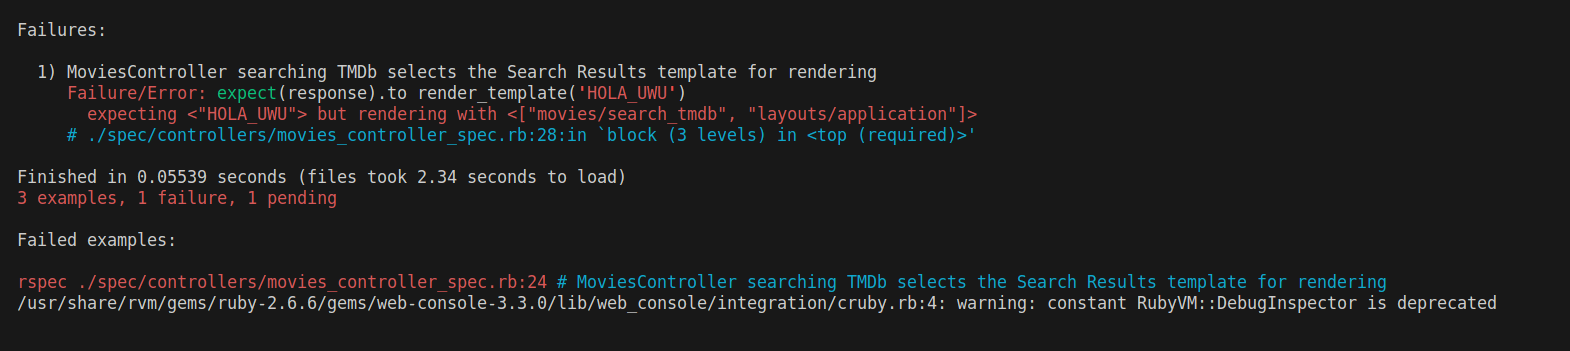 Failures:
1) MoviesController searching TMDb selects the Search Results template for rendering
Failure/Error: expect(response).to render_template('HOLA_UWU')
expecting <"HOLA_UWU"> but rendering with <["movies/search_tmdb", "layouts/application"]>
# ./spec/controllers/movies_controller_spec.rb:28:in `block (3 levels) in <top (required)>'
Finished in 0.05539 seconds (files took 2.34 seconds to load)
3 examples, 1 failure, 1 pending
Failed examples:
rspec ./spec/controllers/movies_controller_spec.rb:24 # MoviesController searching TMDb selects the Search Results template for rendering
/usr/share/rvm/gems/ruby-2.6.6/gems/web-console-3.3.0/lib/web_console/integration/cruby.rb:4: warning: constant RubyVM::DebugInspector is deprecated